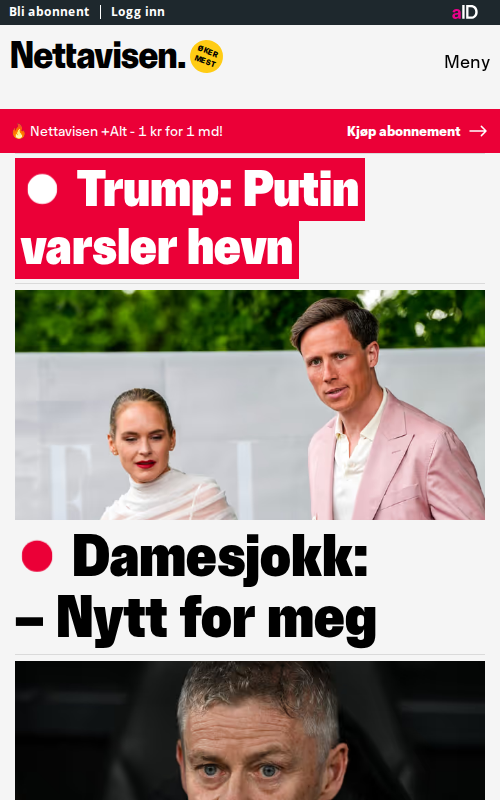 Bli abonnent | Logg inn
aID
Nettavisen.
ØKER
MEST
Meny
🔥 Nettavisen +Alt - 1 kr for 1 md!
Kjøp abonnement →
Trump: Putin
varsler hevn
Damesjokk:
– Nytt for meg